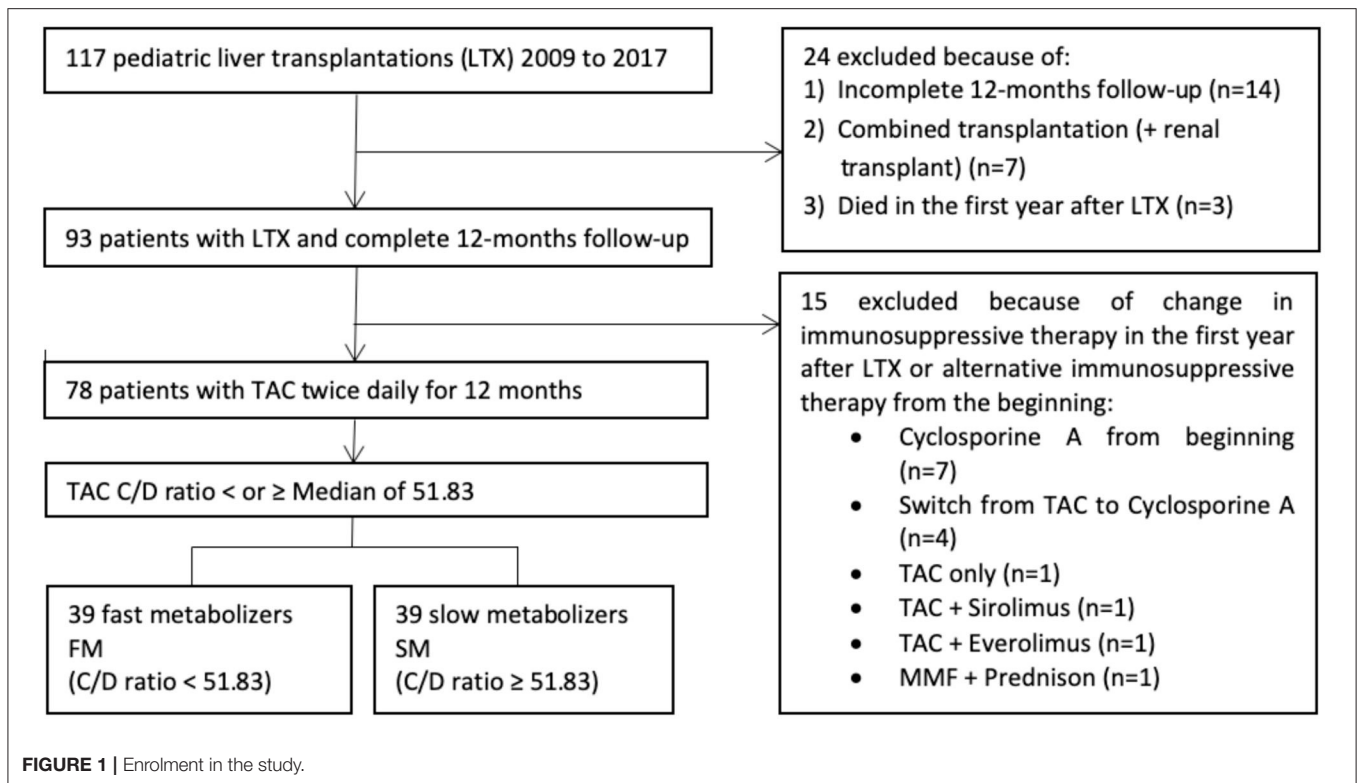 117 pediatric liver transplantations (LTX) 2009 to 2017
24 excluded because of:
1) Incomplete 12-months follow-up (n=14)
2) Combined transplantation (+ renal
transplant) (n=7)
3) Died in the first year after LTX (n=3)
93 patients with LTX and complete 12-months follow-up
15 excluded because of change in
immunosuppressive therapy in the first year
after LTX or alternative immunosuppressive
therapy from the beginning:
• Cyclosporine A from beginning
(n=7)
• Switch from TAC to Cyclosporine A
(n=4)
• TAC only (n=1)
• TAC + Sirolimus (n=1)
• TAC + Everolimus (n=1)
• MMF + Prednison (n=1)
78 patients with TAC twice daily for 12 months
TAC C/D ratio < or ≥ Median of 51.83
39 fast metabolizers
FM
(C/D ratio < 51.83)
39 slow metabolizers
SM
(C/D ratio ≥ 51.83)
FIGURE 1 | Enrolment in the study.